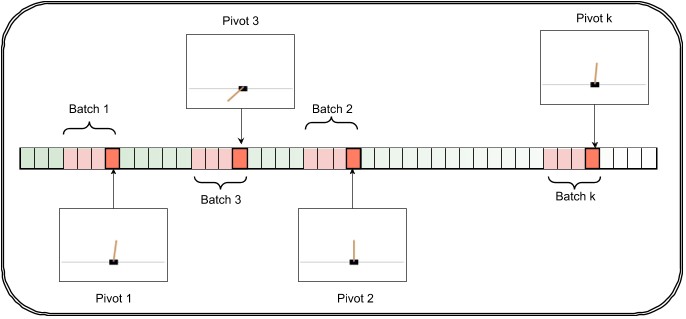 Pivot 3
Pivot k
Batch 1
Batch 2
Batch 3
Batch k
Pivot 1
Pivot 2